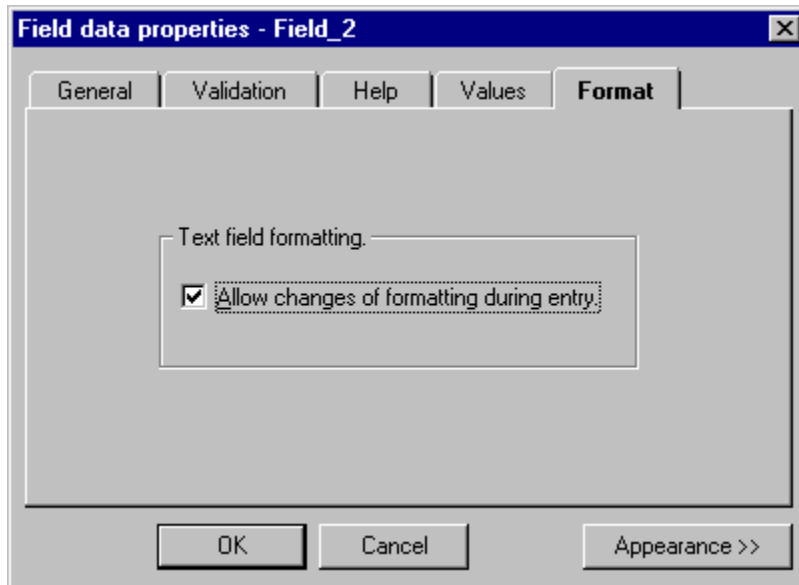 Field data properties - Field_2
General Validation Help Values Format
Text field formatting.
Allow changes of formatting during entry.
OK Cancel Appearance >>